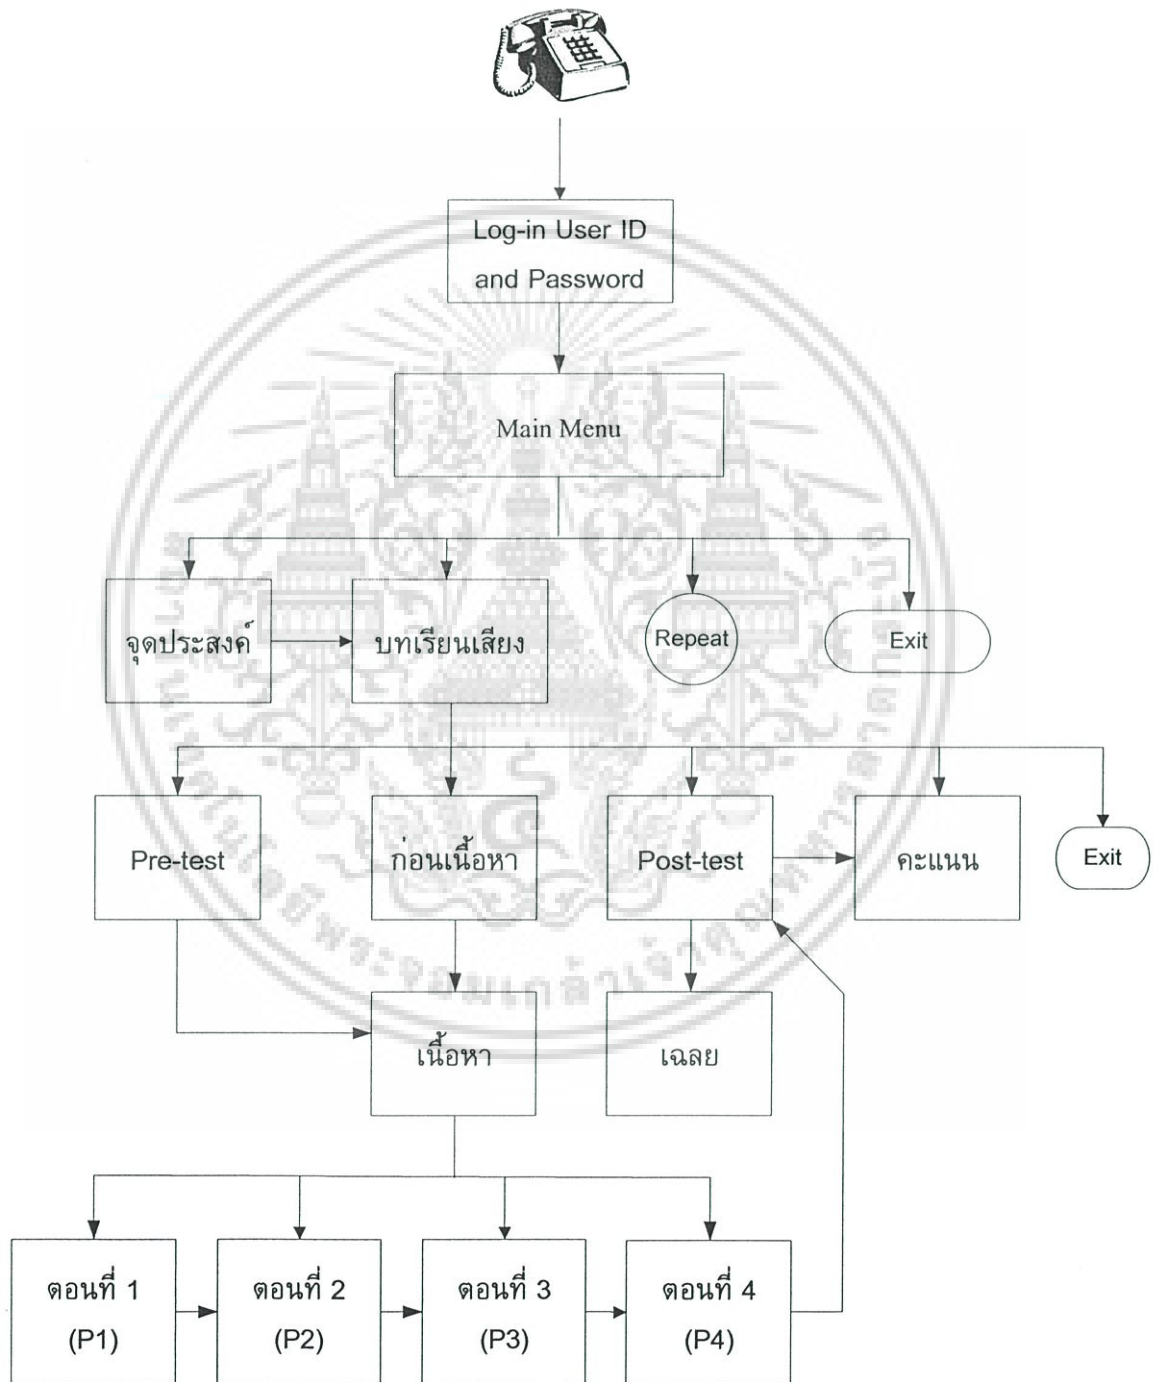 Log-in User ID
and Password
Main Menu
จุดประสงค์
บทเรียนเสียง
Repeat
Exit
Pre-test
ก่อนเนื้อหา
Post-test
คะแนน
Exit
เนื้อหา
เฉลย
ตอนที่ 1
(P1)
ตอนที่ 2
(P2)
ตอนที่ 3
(P3)
ตอนที่ 4
(P4)